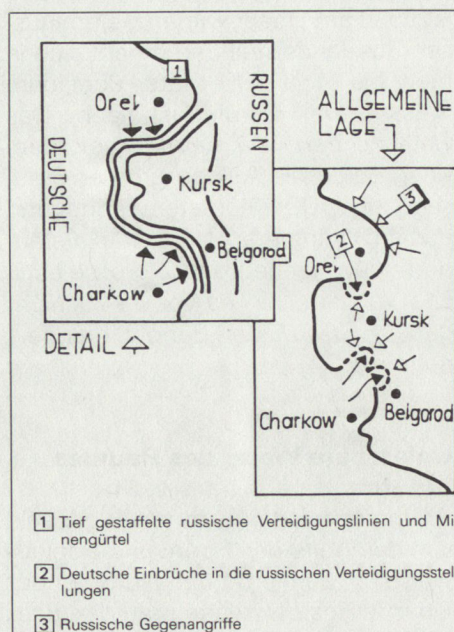 1
Orel
RUSSEN
DEUTSCHE
Kursk
Belgorod
Charkow
DETAIL
ALLGEMEINE
LAGE
3
2
Orel
Kursk
Charkow
Belgorod
1 Tief gestaffelte russische Verteidigungslinien und Mi-
nengürtel
2 Deutsche Einbrüche in die russischen Verteidigungsstel-
lungen
3 Russische Gegenangriffe